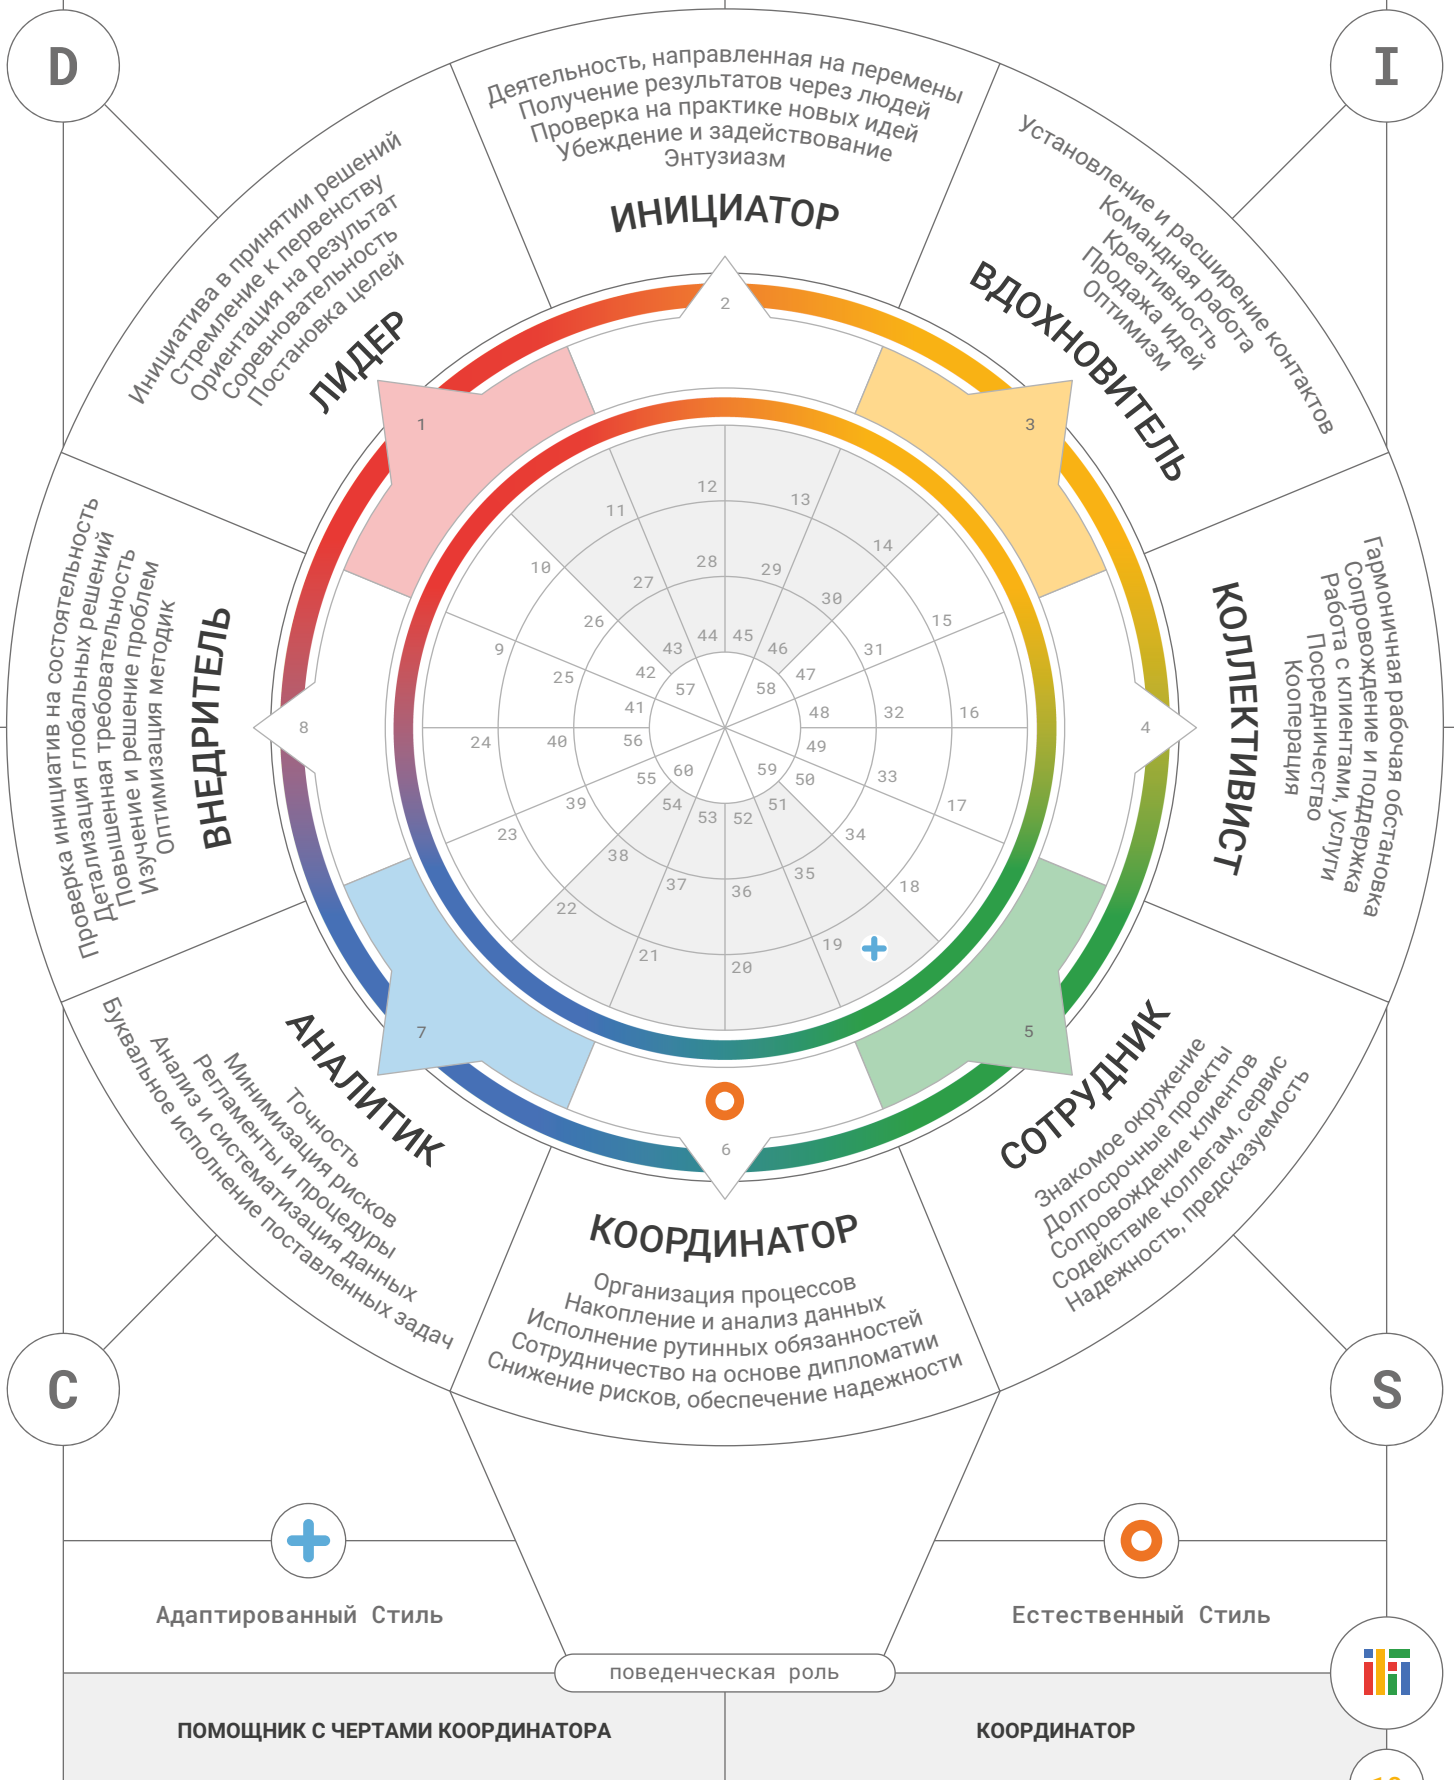 D
I
Деятельность, направленная на перемены
Получение результатов через людей
Проверка на практике новых идей
Убеждение и задействование
Энтузиазм
ИНИЦИАТОР
Инициатива в принятии решений
Стремление к первенству
Ориентация на результат
Соревновательность
Постановка целей
ЛИДЕР
Установление и расширение контактов
Командная работа
Креативность
Продажа идей
Оптимизм
ВДОХНОВИТЕЛЬ
Проверка инициатив на состоятельность
Детализация глобальных решений
Повышенная требовательность
Изучение и решение проблем
Оптимизация методик
ВНЕДРИТЕЛЬ
Гармоничная рабочая обстановка
Сопровождение и поддержка
Работа с клиентами, услуги
Посредничество
Кооперация
КОЛЛЕКТИВИСТ
2
1
3
8
4
7
5
6
12
13
11
14
10
28
29
27
30
26
15
9
44
45
43
46
31
25
42
47
57
58
41
48
32
16
24
40
56
49
55
60
59
50
33
39
54
51
17
23
53
52
38
34
37
36
35
18
22
21
20
19
АНАЛИТИК
Точность
Минимизация рисков
Регламенты и процедуры
Анализ и систематизация данных
Буквальное исполнение поставленных задач
СОТРУДНИК
Знакомое окружение
Долгосрочные проекты
Сопровождение клиентов
Содействие коллегам, сервис
Надежность, предсказуемость
КООРДИНАТОР
Организация процессов
Накопление и анализ данных
Исполнение рутинных обязанностей
Сотрудничество на основе дипломатии
Снижение рисков, обеспечение надежности
C
S
Адаптированный Стиль
Естественный Стиль
поведенческая роль
ПОМОЩНИК С ЧЕРТАМИ КООРДИНАТОРА
КООРДИНАТОР